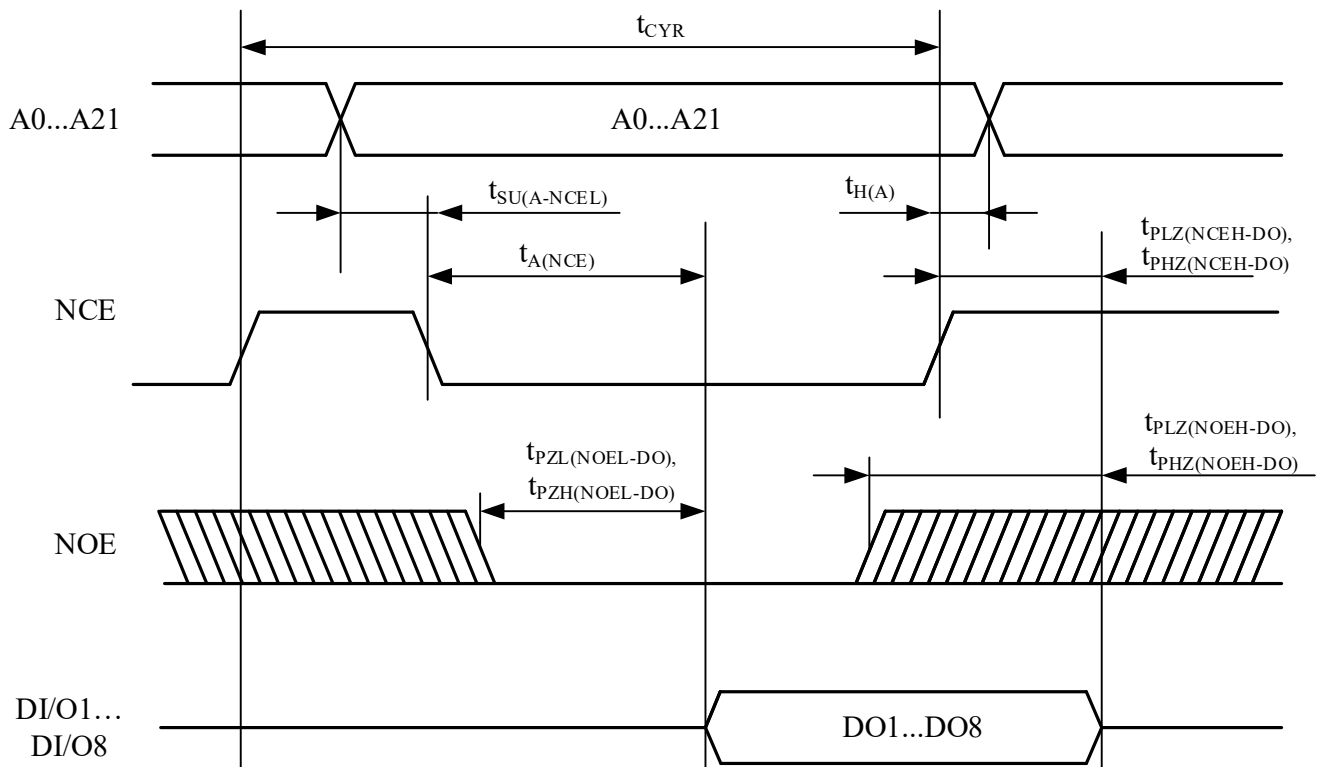 tCYR
A0...A21
A0...A21
tSU(A-NCEL)
tH(A)
tA(NCE)
tPLZ(NCEH-DO),
tPHZ(NCEH-DO)
NCE
tPZL(NOEL-DO),
tPZH(NOEL-DO)
tPLZ(NOEH-DO),
tPHZ(NOEH-DO)
NOE
DI/O1…
DI/O8
DO1...DO8